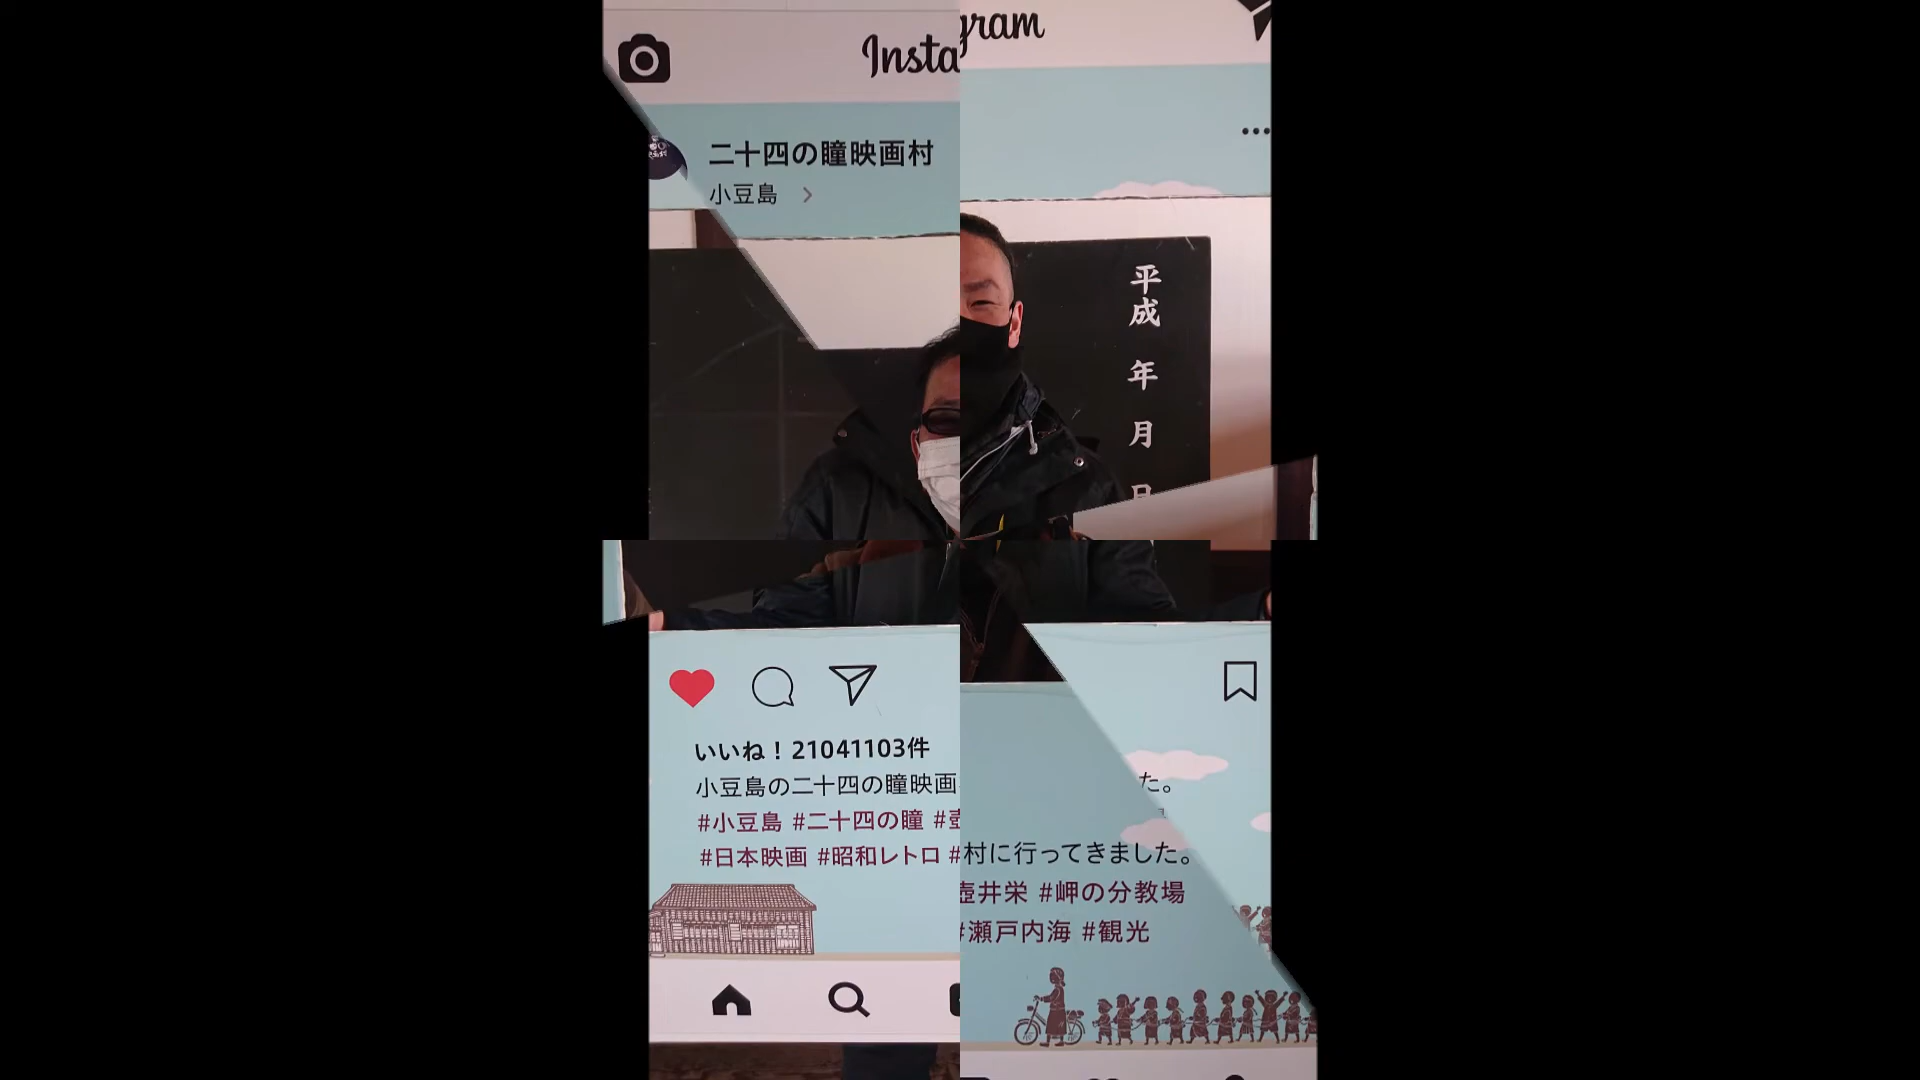 Instagram
二十四の瞳映画村
小豆島
平成 年 月 日
いいね！21041103件
小豆島の二十四の瞳映画村に行ってきました。
#小豆島 #二十四の瞳 #壺井栄 #岬の分教場
#日本映画 #昭和レトロ #瀬戸内海 #観光
た。